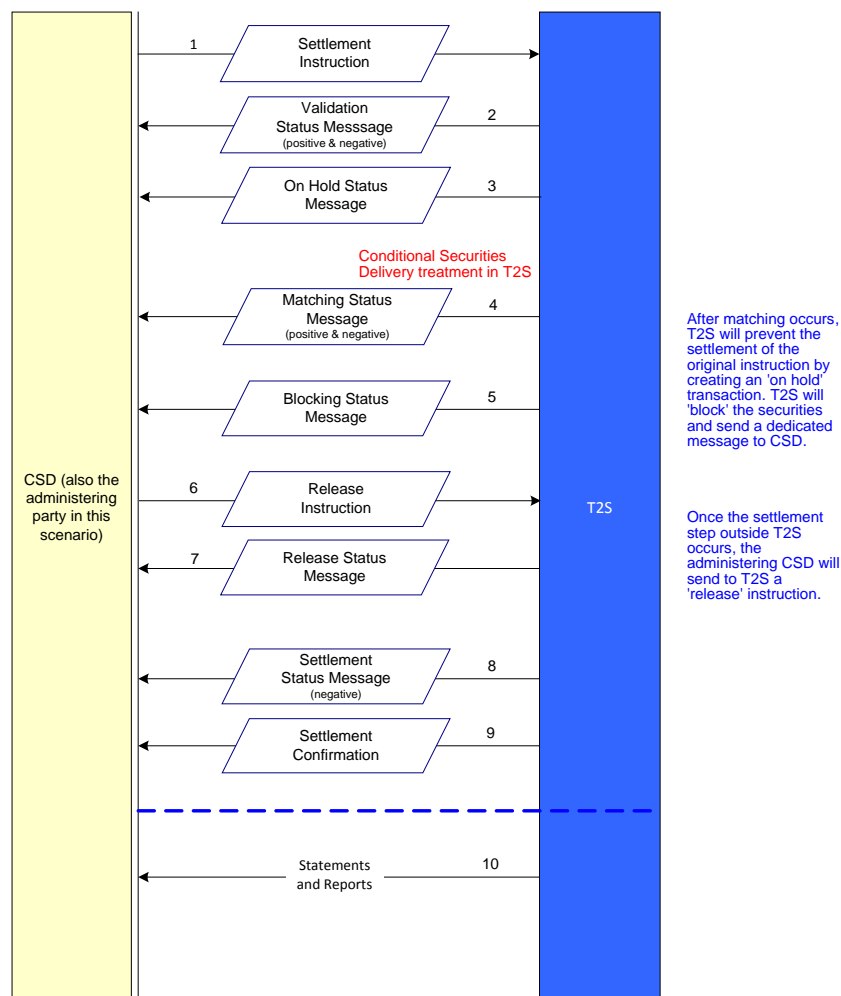 1
Settlement
Instruction
Validation
Status Messsage
(positive & negative)
2
On Hold Status
Message
3
Conditional Securities
Delivery treatment in T2S
Matching Status
Message
(positive & negative)
4
After matching occurs,
T2S will prevent the
settlement of the
original instruction by
creating an 'on hold'
transaction. T2S will
'block' the securities
and send a dedicated
message to CSD.
Blocking Status
Message
5
CSD (also the
administering
party in this
scenario)
6
Release
Instruction
T2S
Once the settlement
step outside T2S
occurs, the
administering CSD will
send to T2S a
'release' instruction.
7
Release Status
Message
Settlement
Status Message
(negative)
8
Settlement
Confirmation
9
Statements
and Reports
10